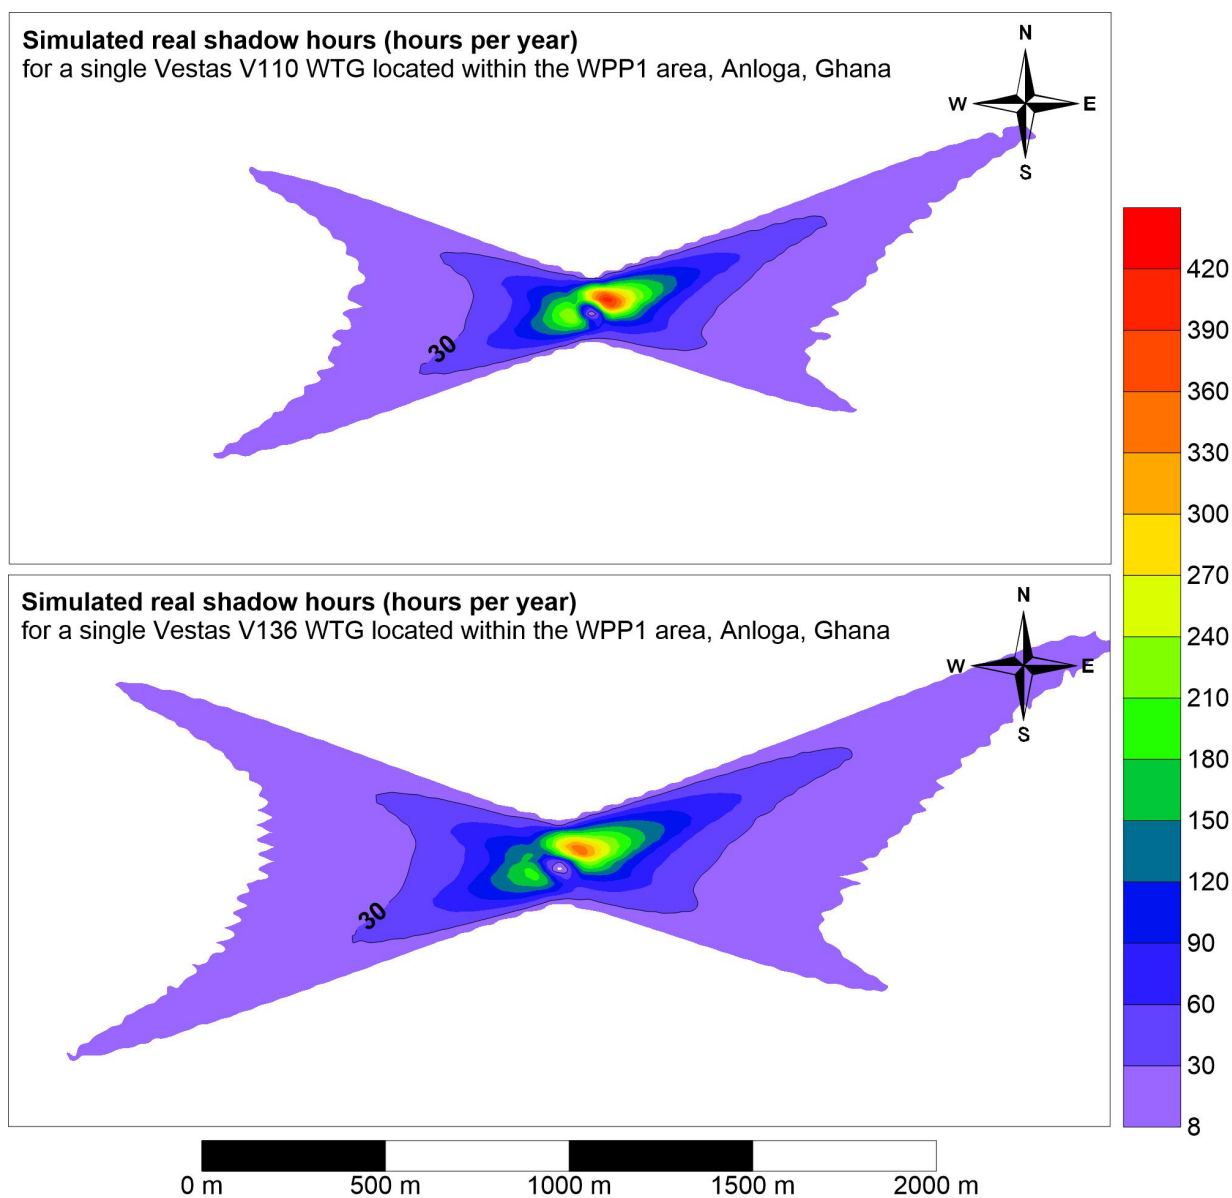 Simulated real shadow hours (hours per year)
for a single Vestas V110 WTG located within the WPP1 area, Anloga, Ghana
N
W E
S
30
Simulated real shadow hours (hours per year)
for a single Vestas V136 WTG located within the WPP1 area, Anloga, Ghana
N
W E
S
30
420
390
360
330
300
270
240
210
180
150
120
90
60
30
8
0 m 500 m 1000 m 1500 m 2000 m